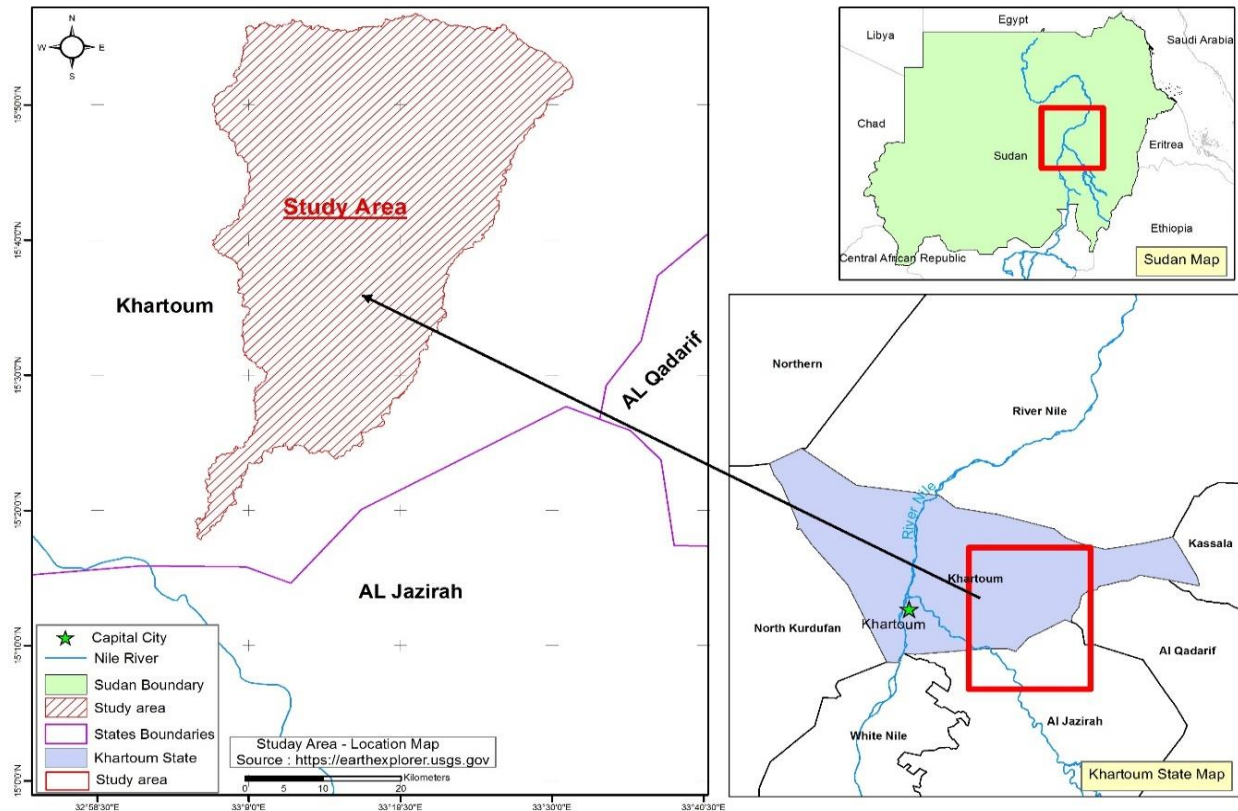 N
W E
S
15°50'0"N
15°40'0"N
15°30'0"N
15°20'0"N
15°10'0"N
15°0'0"N
Study Area
Khartoum
AL Qadarif
AL Jazirah
Capital City
Nile River
Sudan Boundary
Study area
States Boundaries
Khartoum State
Study area
Studay Area - Location Map
Source : https://earthexplorer.usgs.gov
Kilometers
0 5 10 20
32°58'30"E 33°9'0"E 33°19'30"E 33°30'0"E 33°40'30"E
Egypt
Libya
Saudi Arabia
Chad
Sudan
Eritrea
Ethiopia
Central African Republic
Sudan Map
Northern
River Nile
River Nile
Kassala
Khartoum
Khartoum
North Kurdufan
Al Qadarif
White Nile
Al Jazirah
Khartoum State Map